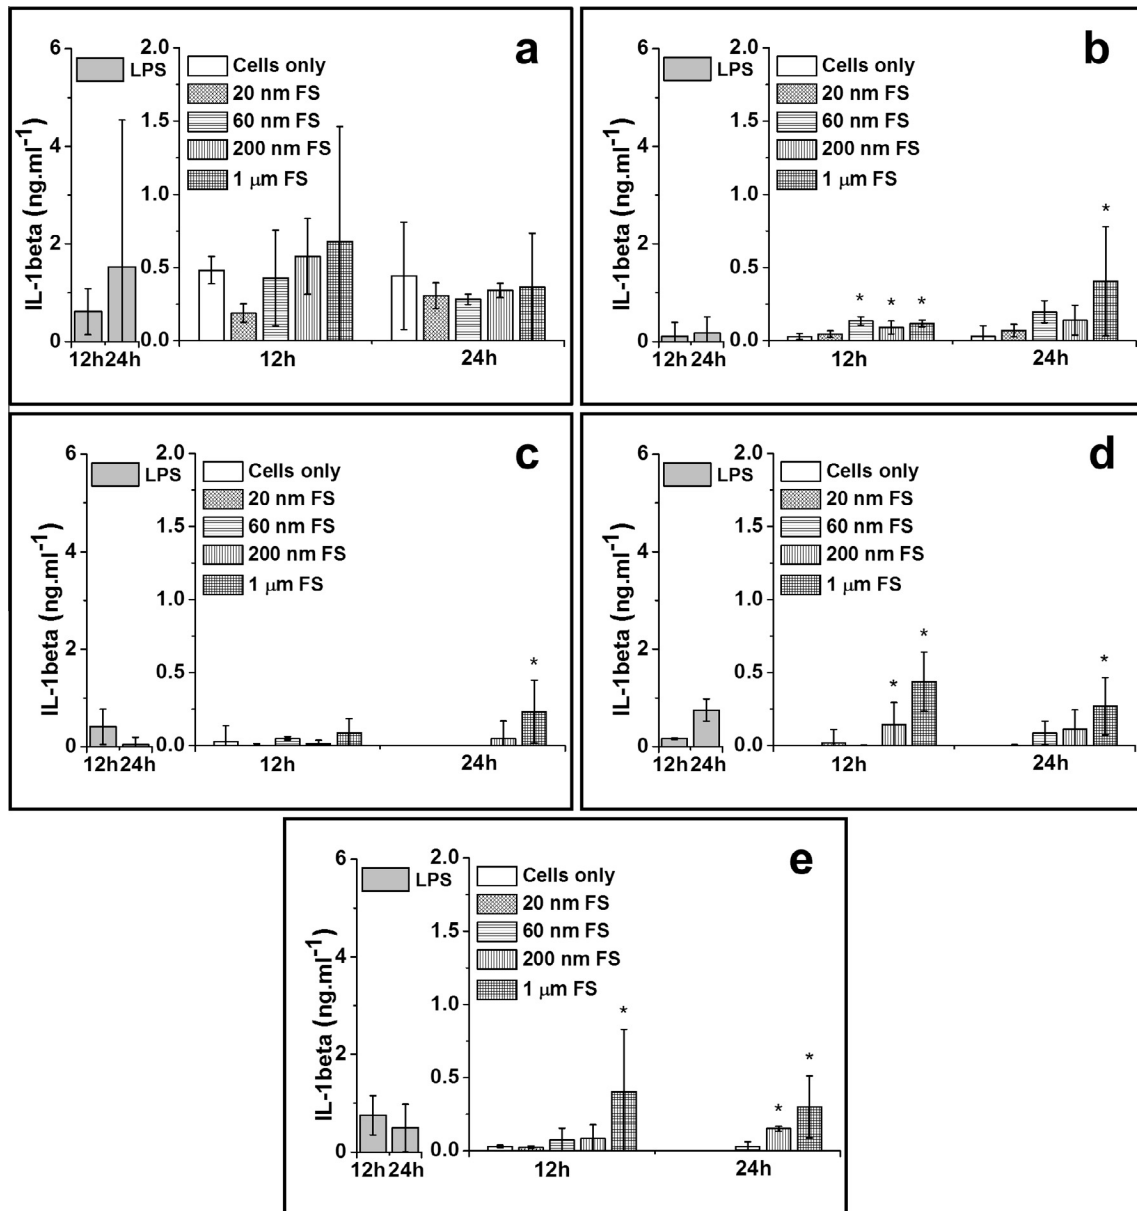 a
IL-1beta (ng.ml-1)
6
4
2
0
LPS
12h 24h
2.0
1.5
1.0
0.5
0.0
Cells only
20 nm FS
60 nm FS
200 nm FS
1 μm FS
12h
24h
b
IL-1beta (ng.ml-1)
6
4
2
0
LPS
12h 24h
2.0
1.5
1.0
0.5
0.0
Cells only
20 nm FS
60 nm FS
200 nm FS
1 μm FS
* * *
*
12h
24h
c
IL-1beta (ng.ml-1)
6
4
2
0
LPS
12h 24h
2.0
1.5
1.0
0.5
0.0
Cells only
20 nm FS
60 nm FS
200 nm FS
1 μm FS
*
12h
24h
d
IL-1beta (ng.ml-1)
6
4
2
0
LPS
12h 24h
2.0
1.5
1.0
0.5
0.0
Cells only
20 nm FS
60 nm FS
200 nm FS
1 μm FS
* *
*
12h
24h
e
IL-1beta (ng.ml-1)
6
4
2
0
LPS
12h 24h
2.0
1.5
1.0
0.5
0.0
Cells only
20 nm FS
60 nm FS
200 nm FS
1 μm FS
*
* *
12h
24h